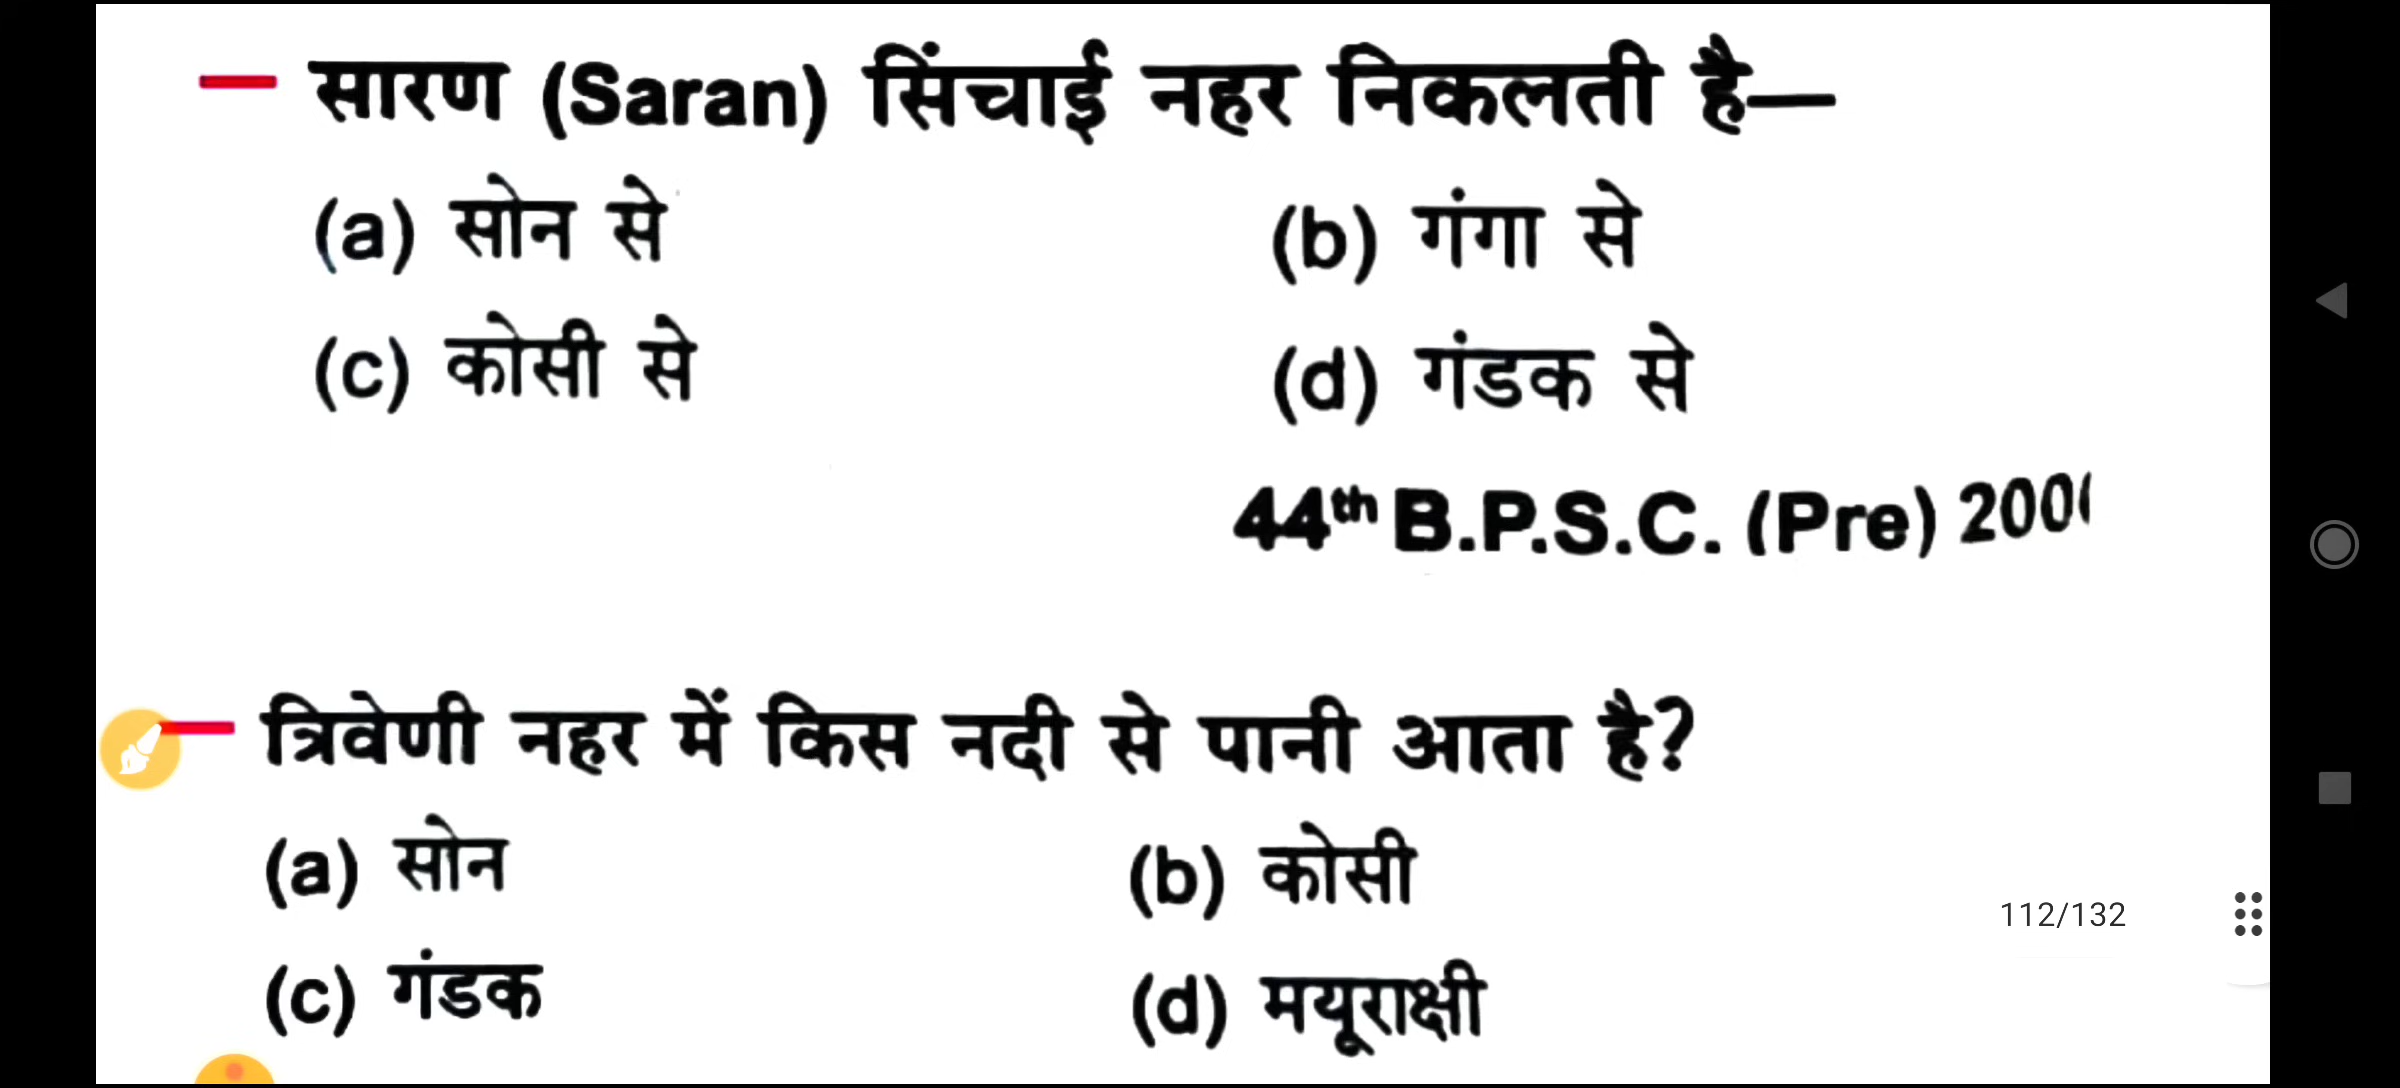 सारण (Saran) सिंचाई नहर निकलती है—
(a) सोन से (b) गंगा से
(c) कोसी से (d) गंडक से
44th B.P.S.C. (Pre)
त्रिवेणी नहर में किस नदी से पानी आता है?
(a) सोन (b) कोसी
112/132
(c) गंडक (d) मयूराक्षी